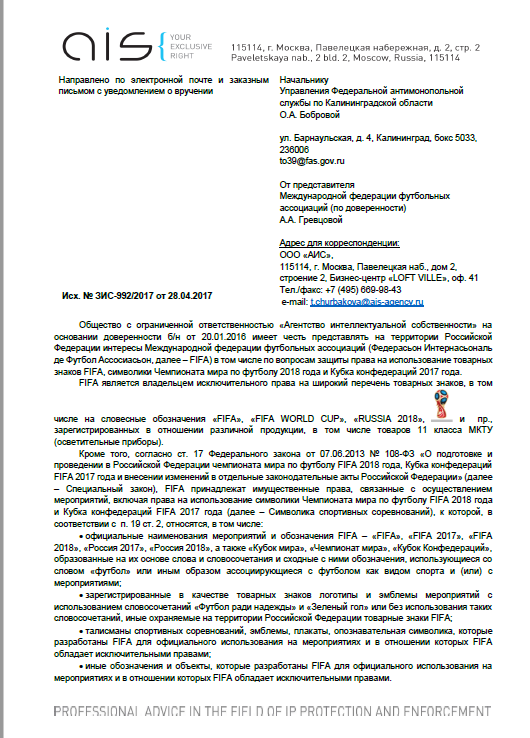 ais{ YOUR
EXCLUSIVE
RIGHT
115114, г. Москва, Павелецкая набережная, д. 2, стр. 2
Paveletskaya nab., 2 bld. 2, Moscow, Russia, 115114
Направлено по электронной почте и заказным
письмом с уведомлением о вручении
Начальнику
Управления Федеральной антимонопольной
службы по Калининградской области
О.А. Бобровой
ул. Барнаульская, д. 4, Калининград, бокс 5033,
236006
to39@fas.gov.ru
От представителя
Международной федерации футбольных
ассоциаций (по доверенности)
А.А. Гревцовой
Адрес для корреспонденции:
ООО «АИС»,
115114, г. Москва, Павелецкая наб., дом 2,
строение 2, Бизнес-центр «LOFT VILLE», оф. 41
Тел./факс: +7 (495) 669-98-43
e-mail: t.churbakova@ais-agency.ru
Исх. № ЗИС-992/2017 от 28.04.2017
Общество с ограниченной ответственностью «Агентство интеллектуальной собственности» на
основании доверенности б/н от 20.01.2016 имеет честь представлять на территории Российской
Федерации интересы Международной федерации футбольных ассоциаций (Федерасьон Интернасьональ
де Футбол Ассосиасьон, далее – FIFA) в том числе по вопросам защиты права на использование товарных
знаков FIFA, символики Чемпионата мира по футболу 2018 года и Кубка конфедераций 2017 года.
FIFA является владельцем исключительного права на широкий перечень товарных знаков, в том
числе на словесные обозначения «FIFA», «FIFA WORLD CUP», «RUSSIA 2018», и пр.,
зарегистрированных в отношении различной продукции, в том числе товаров 11 класса МКТУ
(осветительные приборы).
Кроме того, согласно ст. 17 Федерального закона от 07.06.2013 № 108-ФЗ «О подготовке и
проведении в Российской Федерации чемпионата мира по футболу FIFA 2018 года, Кубка конфедераций
FIFA 2017 года и внесении изменений в отдельные законодательные акты Российской Федерации» (далее
– Специальный закон), FIFA принадлежат имущественные права, связанные с осуществлением
мероприятий, включая права на использование символики Чемпионата мира по футболу FIFA 2018 года
и Кубка конфедераций FIFA 2017 года (далее – Символика спортивных соревнований), к которой, в
соответствии с п. 19 ст. 2, относятся, в том числе:
• официальные наименования мероприятий и обозначения FIFA – «FIFA», «FIFA 2017», «FIFA
2018», «Россия 2017», «Россия 2018», а также «Кубок мира», «Чемпионат мира», «Кубок Конфедераций»,
образованные на их основе слова и словосочетания и сходные с ними обозначения, использующиеся со
словом «футбол» или иным образом ассоциирующиеся с футболом как видом спорта и (или) с
мероприятиями;
• зарегистрированные в качестве товарных знаков логотипы и эмблемы мероприятий с
использованием словосочетаний «Футбол ради надежды» и «Зеленый гол» или без использования таких
словосочетаний, иные охраняемые на территории Российской Федерации товарные знаки FIFA;
• талисманы спортивных соревнований, эмблемы, плакаты, опознавательная символика, которые
разработаны FIFA для официального использования на мероприятиях и в отношении которых FIFA
обладает исключительными правами;
• иные обозначения и объекты, которые разработаны FIFA для официального использования на
мероприятиях и в отношении которых FIFA обладает исключительными правами.
PROFESSIONAL ADVICE IN THE FIELD OF IP PROTECTION AND ENFORCEMENT